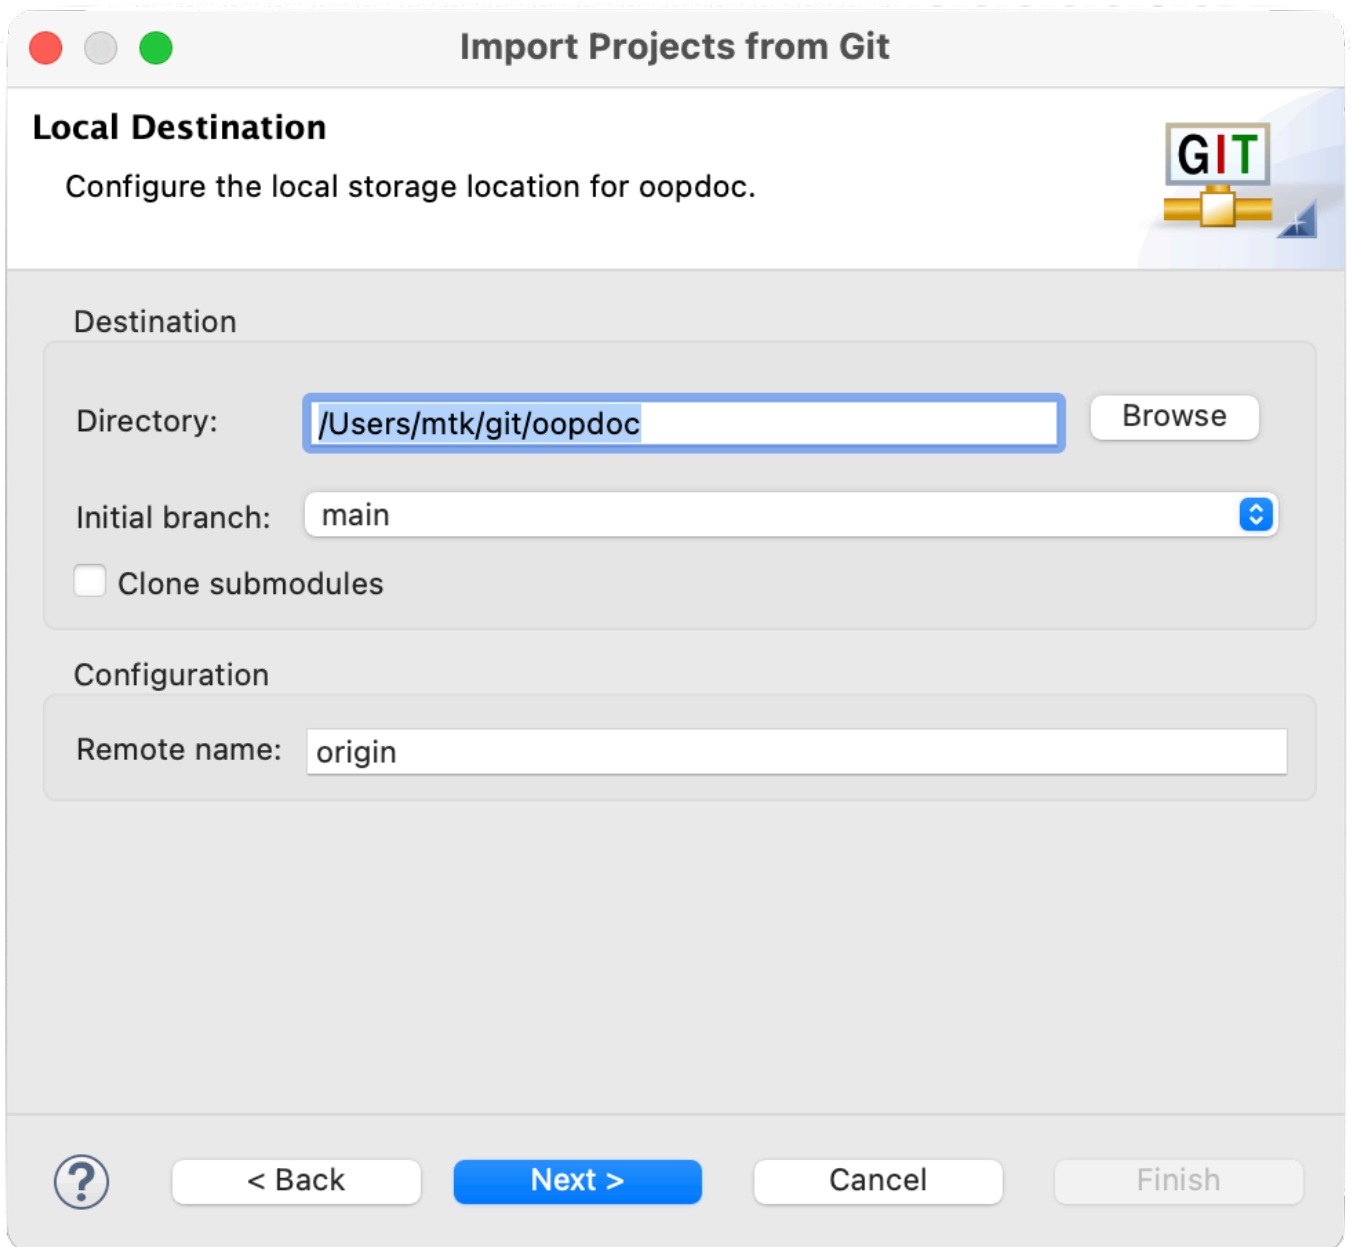 Import Projects from Git
Local Destination
Configure the local storage location for oopdoc.
GIT
Destination
Directory: /Users/mtk/git/oopdoc Browse
Initial branch: main
Clone submodules
Configuration
Remote name: origin
? < Back Next > Cancel Finish